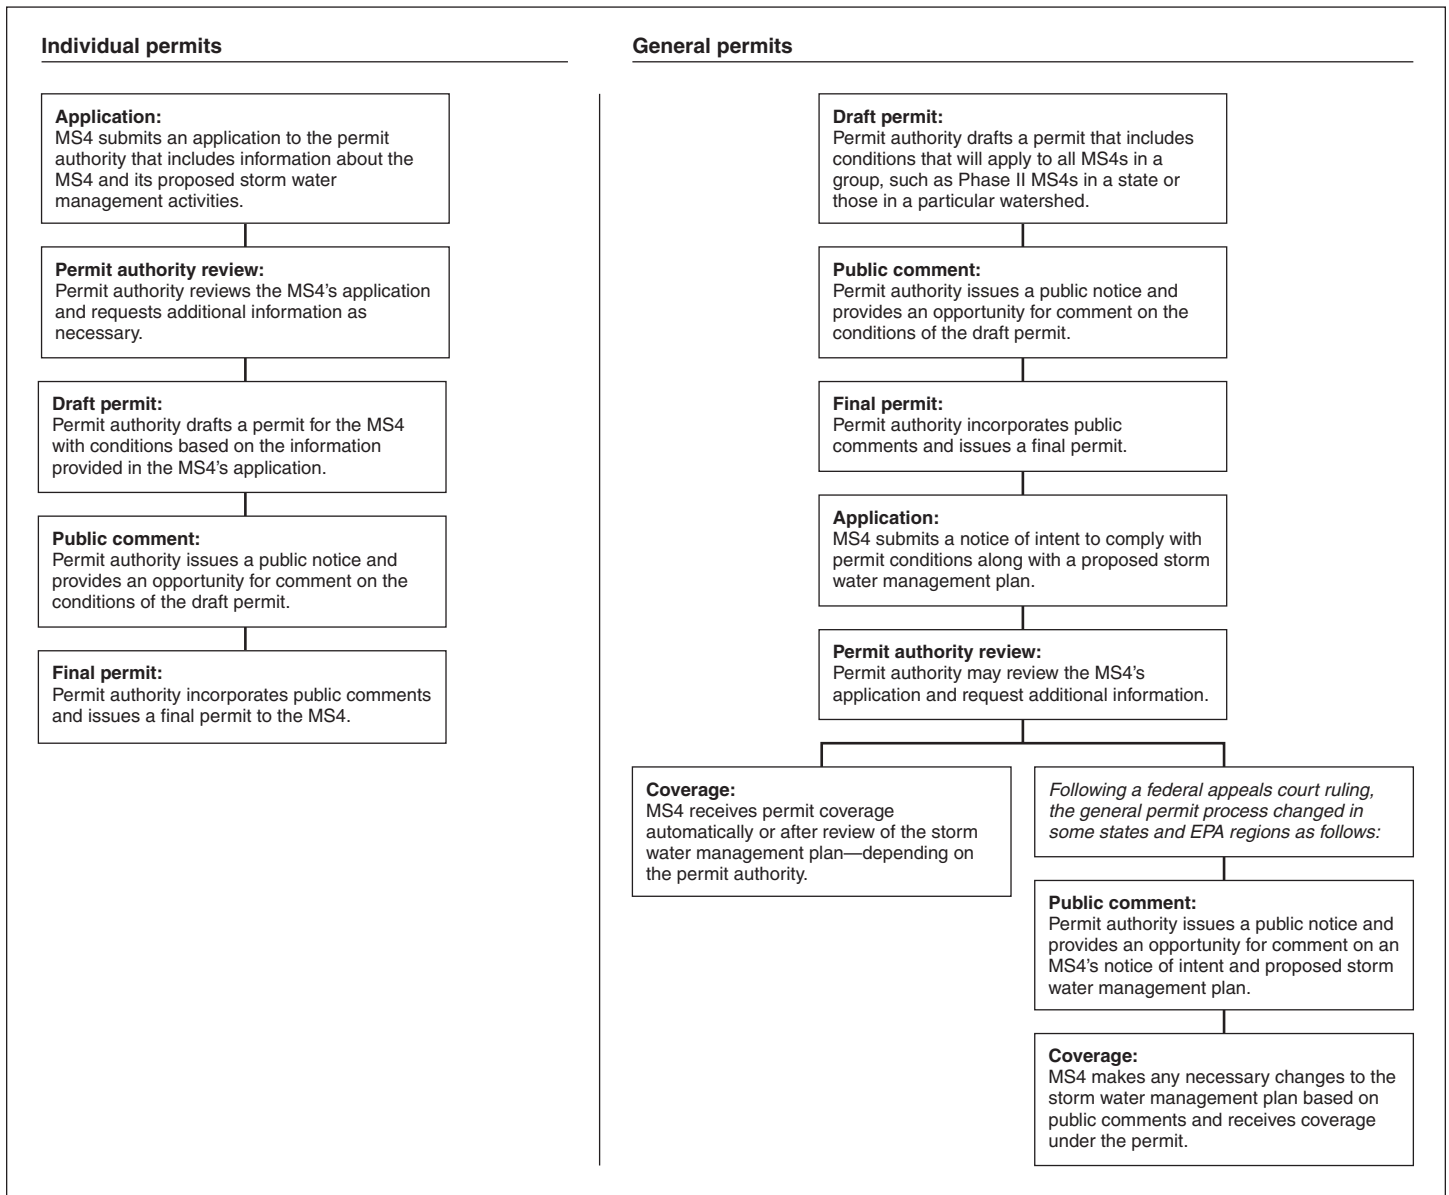 Individual permits
Application:
MS4 submits an application to the permit
authority that includes information about the
MS4 and its proposed storm water
management activities.
Permit authority review:
Permit authority reviews the MS4’s application
and requests additional information as
necessary.
Draft permit:
Permit authority drafts a permit for the MS4
with conditions based on the information
provided in the MS4’s application.
Public comment:
Permit authority issues a public notice and
provides an opportunity for comment on the
conditions of the draft permit.
Final permit:
Permit authority incorporates public comments
and issues a final permit to the MS4.
General permits
Draft permit:
Permit authority drafts a permit that includes
conditions that will apply to all MS4s in a
group, such as Phase II MS4s in a state or
those in a particular watershed.
Public comment:
Permit authority issues a public notice and
provides an opportunity for comment on the
conditions of the draft permit.
Final permit:
Permit authority incorporates public
comments and issues a final permit.
Application:
MS4 submits a notice of intent to comply with
permit conditions along with a proposed storm
water management plan.
Permit authority review:
Permit authority may review the MS4’s
application and request additional information.
Coverage:
MS4 receives permit coverage
automatically or after review of the storm
water management plan—depending on
the permit authority.
Following a federal appeals court ruling,
the general permit process changed in
some states and EPA regions as follows:
Public comment:
Permit authority issues a public notice and
provides an opportunity for comment on an
MS4’s notice of intent and proposed storm
water management plan.
Coverage:
MS4 makes any necessary changes to the
storm water management plan based on
public comments and receives coverage
under the permit.